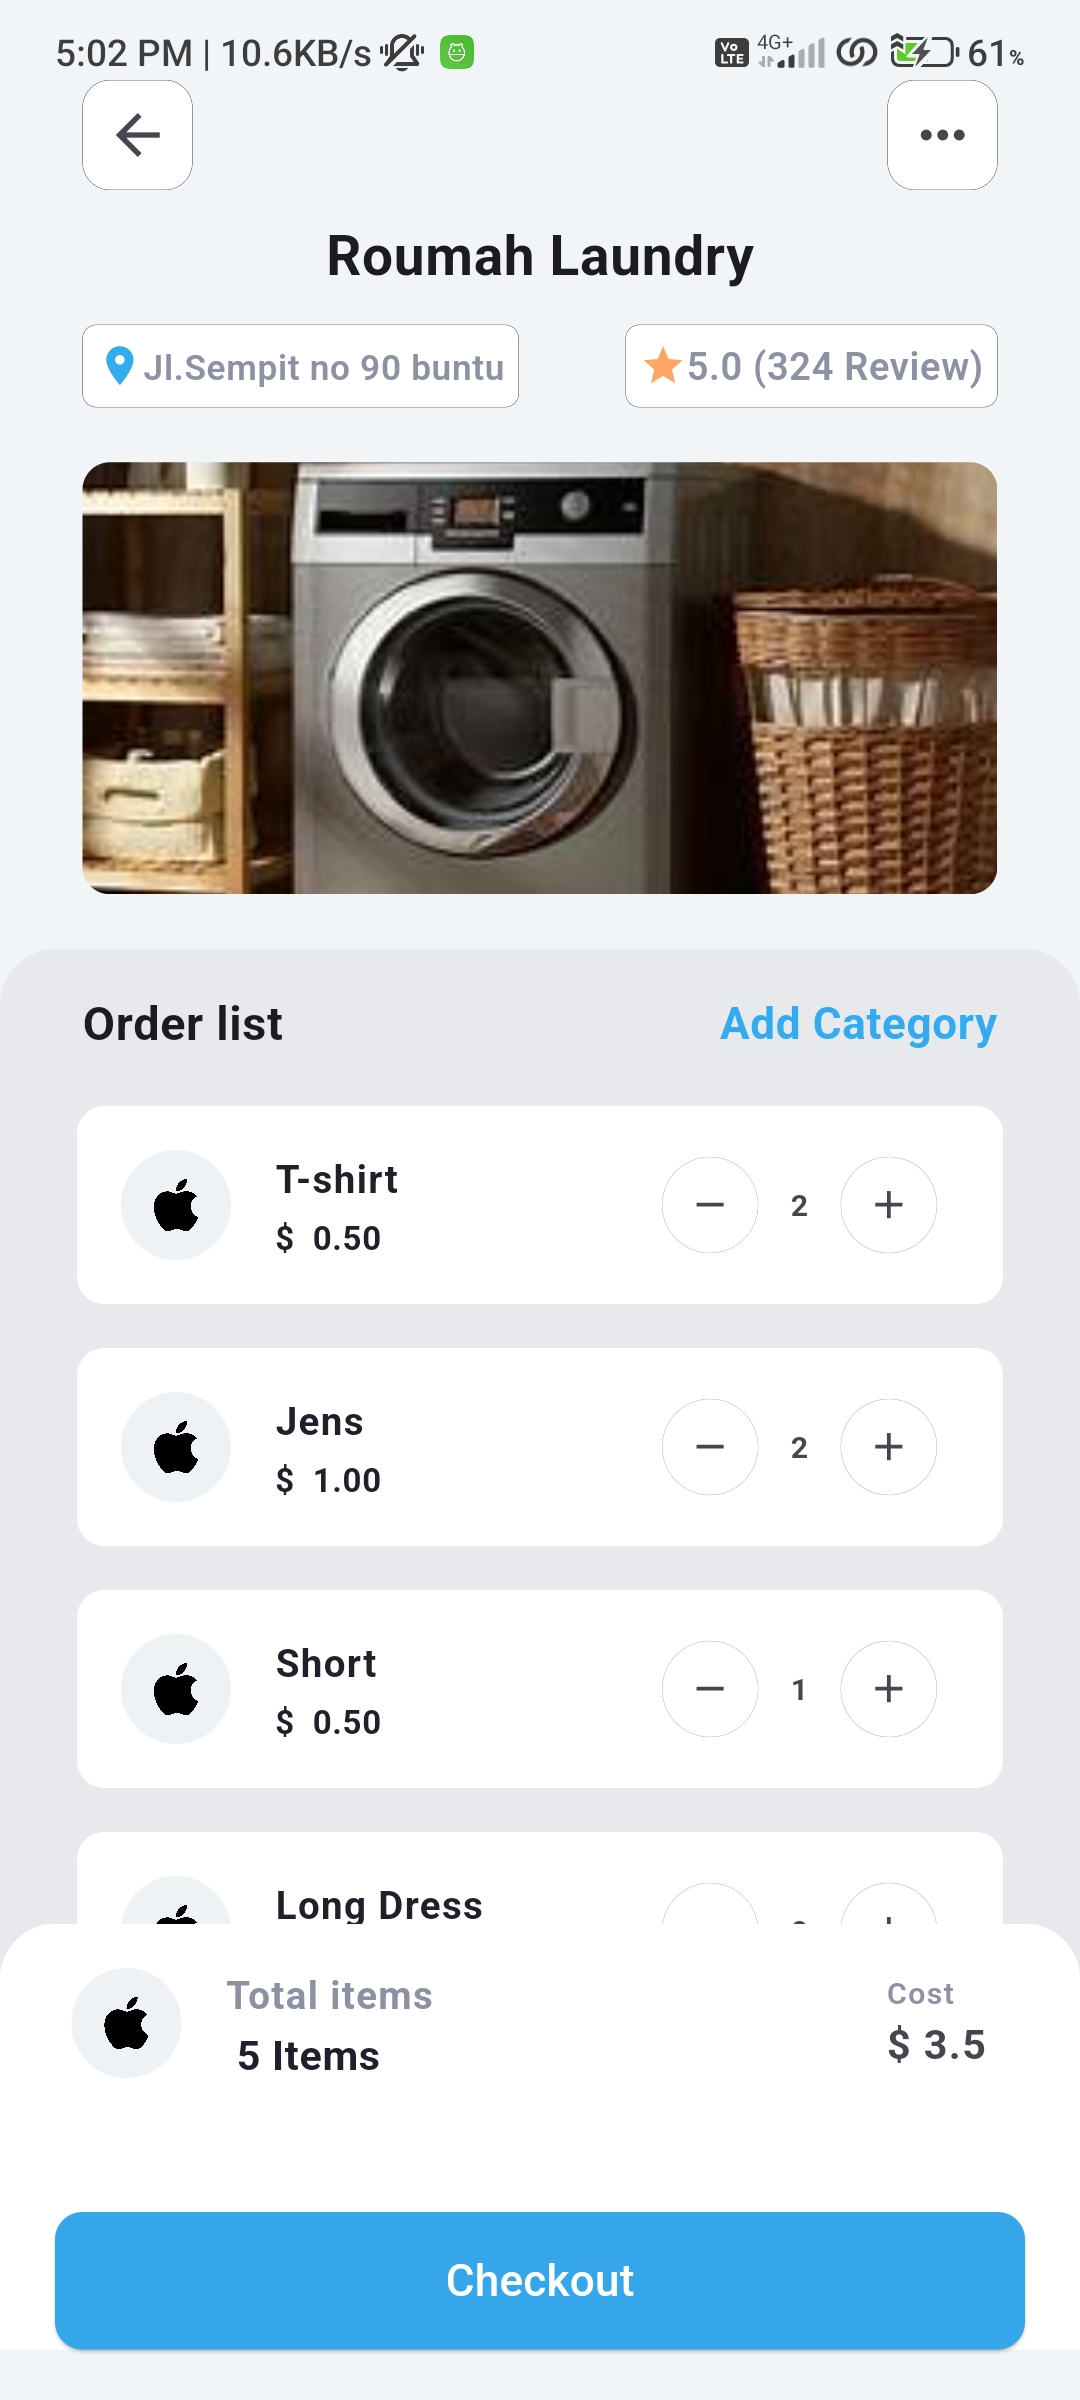 5:02 PM | 10.6KB/s Vo LTE 4G+ 61%
Roumah Laundry
Jl.Sempit no 90 buntu 5.0 (324 Review)
Order list Add Category
T-shirt
$ 0.50
2
Jens
$ 1.00
2
Short
$ 0.50
1
Long Dress
Total items Cost
5 Items $ 3.5
Checkout